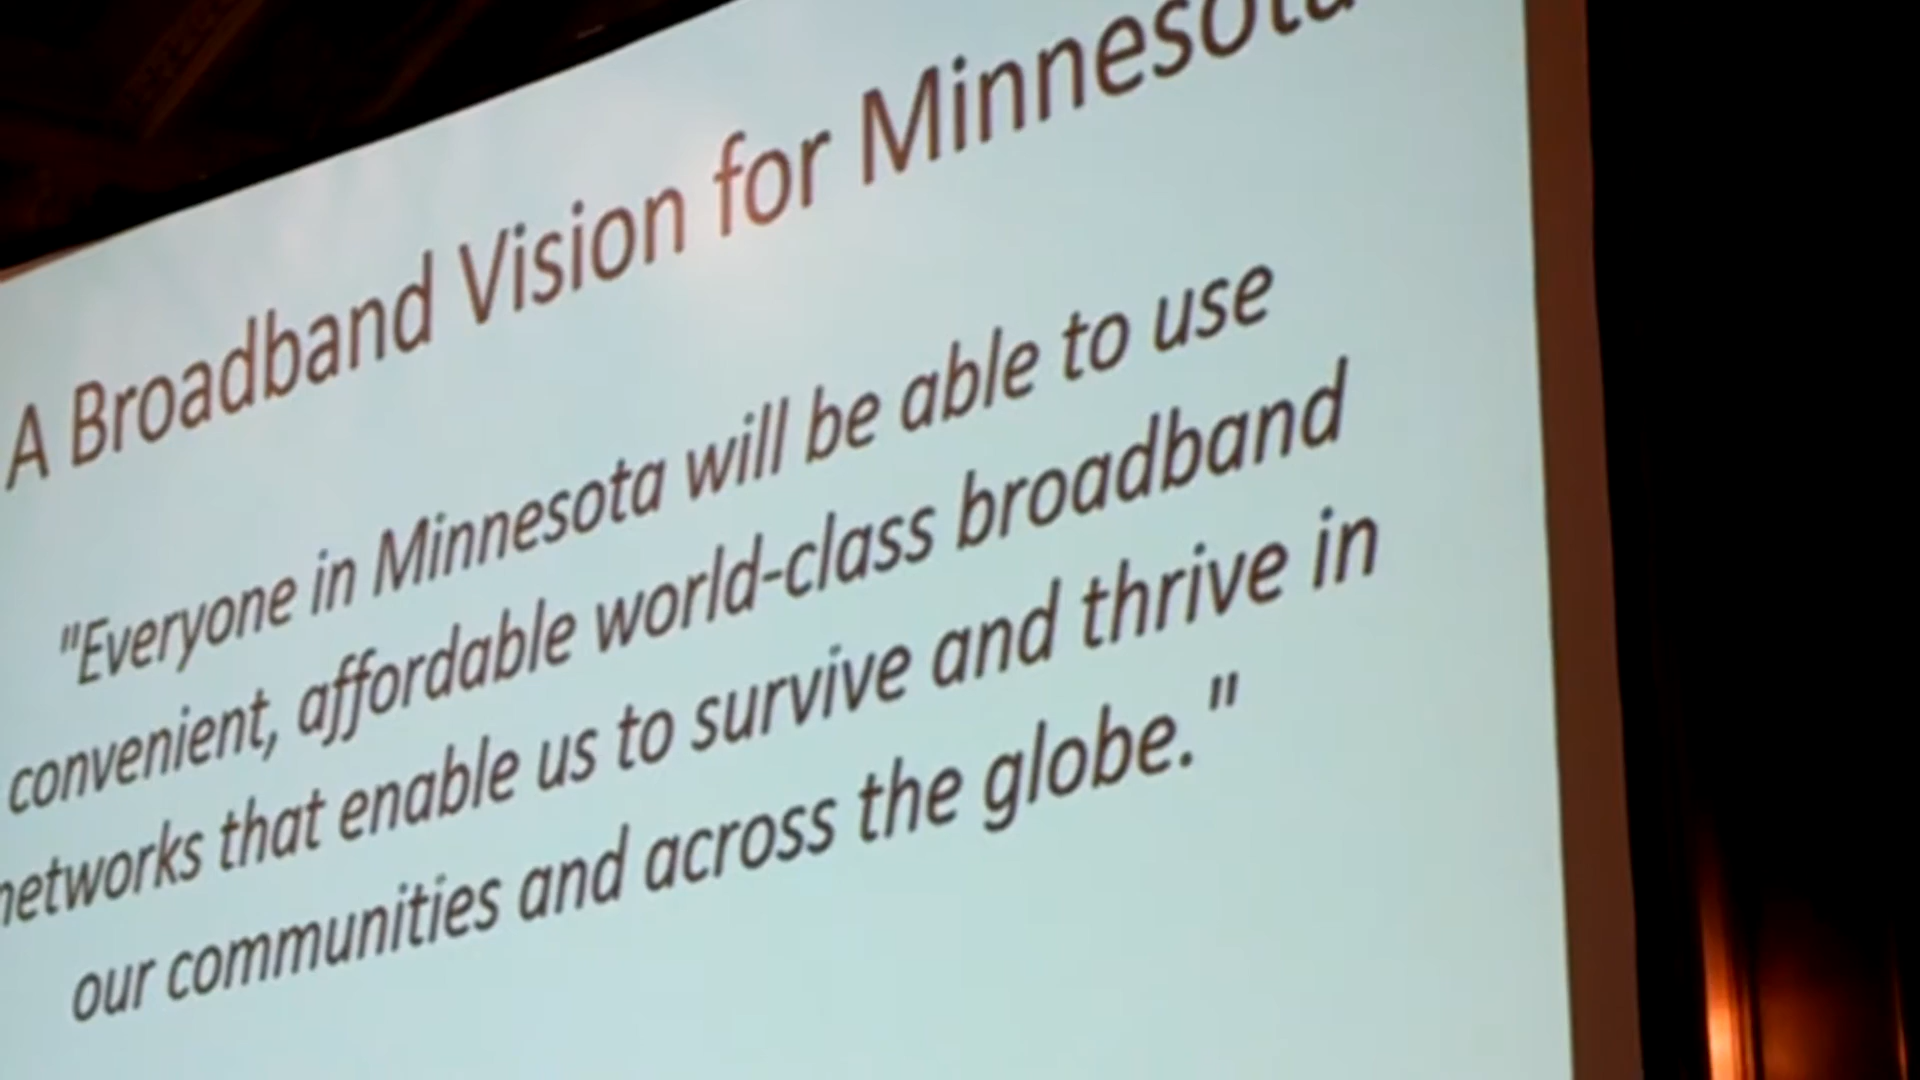 A Broadband Vision for Minnesota
"Everyone in Minnesota will be able to use
convenient, affordable world-class broadband
networks that enable us to survive and thrive in
our communities and across the globe."